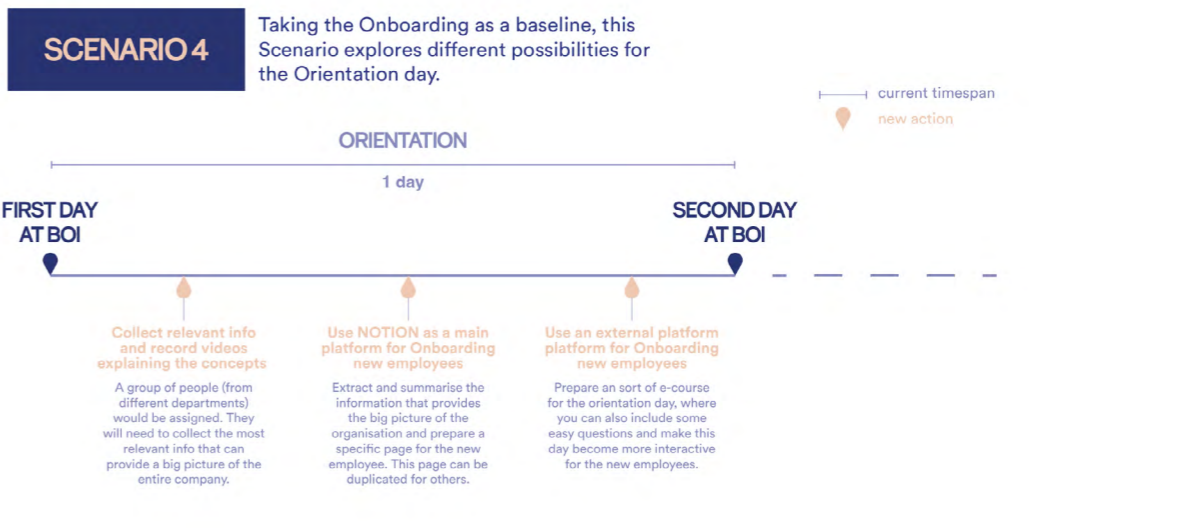 SCENARIO 4
Taking the Onboarding as a baseline, this
Scenario explores different possibilities for
the Orientation day.
current timespan
new action
ORIENTATION
1 day
FIRST DAY
AT BOI
SECOND DAY
AT BOI
Collect relevant info
and record videos
explaining the concepts
A group of people (from
different departments)
would be assigned. They
will need to collect the most
relevant info that can
provide a big picture of the
entire company.
Use NOTION as a main
platform for Onboarding
new employees
Extract and summarise the
information that provides
the big picture of the
organisation and prepare a
specific page for the new
employee. This page can be
duplicated for others.
Use an external platform
platform for Onboarding
new employees
Prepare an sort of e-course
for the orientation day, where
you can also include some
easy questions and make this
day become more interactive
for the new employees.